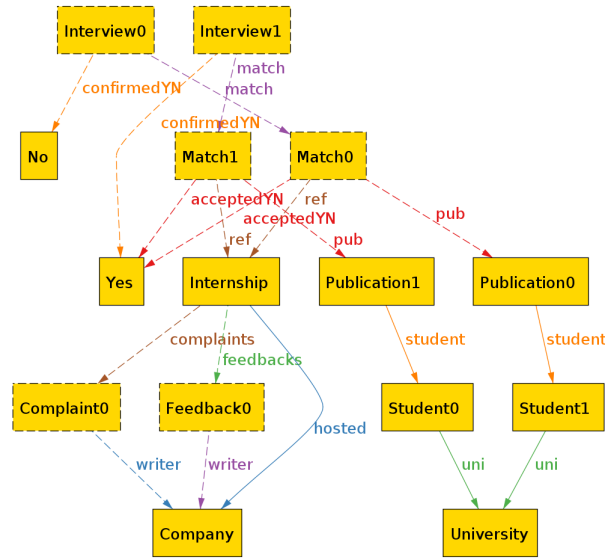 Interview0
Interview1
match
confirmedYN
match
confirmedYN
No
Match1
Match0
acceptedYN
ref
acceptedYN
pub
ref
pub
Yes
Internship
Publication1
Publication0
complaints
student
student
feedbacks
Complaint0
Feedback0
Student0
Student1
hosted
writer
writer
uni
uni
Company
University